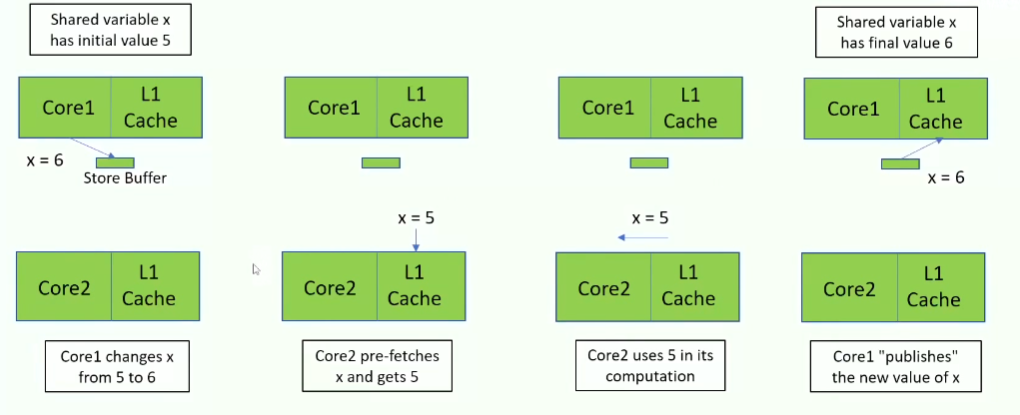 Shared variable x
has initial value 5
Shared variable x
has final value 6
Core1
L1
Cache
Core1
L1
Cache
Core1
L1
Cache
Core1
L1
Cache
x = 6
Store Buffer
x = 6
x = 5
x = 5
Core2
L1
Cache
Core2
L1
Cache
Core2
L1
Cache
Core2
L1
Cache
Core1 changes x
from 5 to 6
Core2 pre-fetches
x and gets 5
Core2 uses 5 in its
computation
Core1 "publishes"
the new value of x